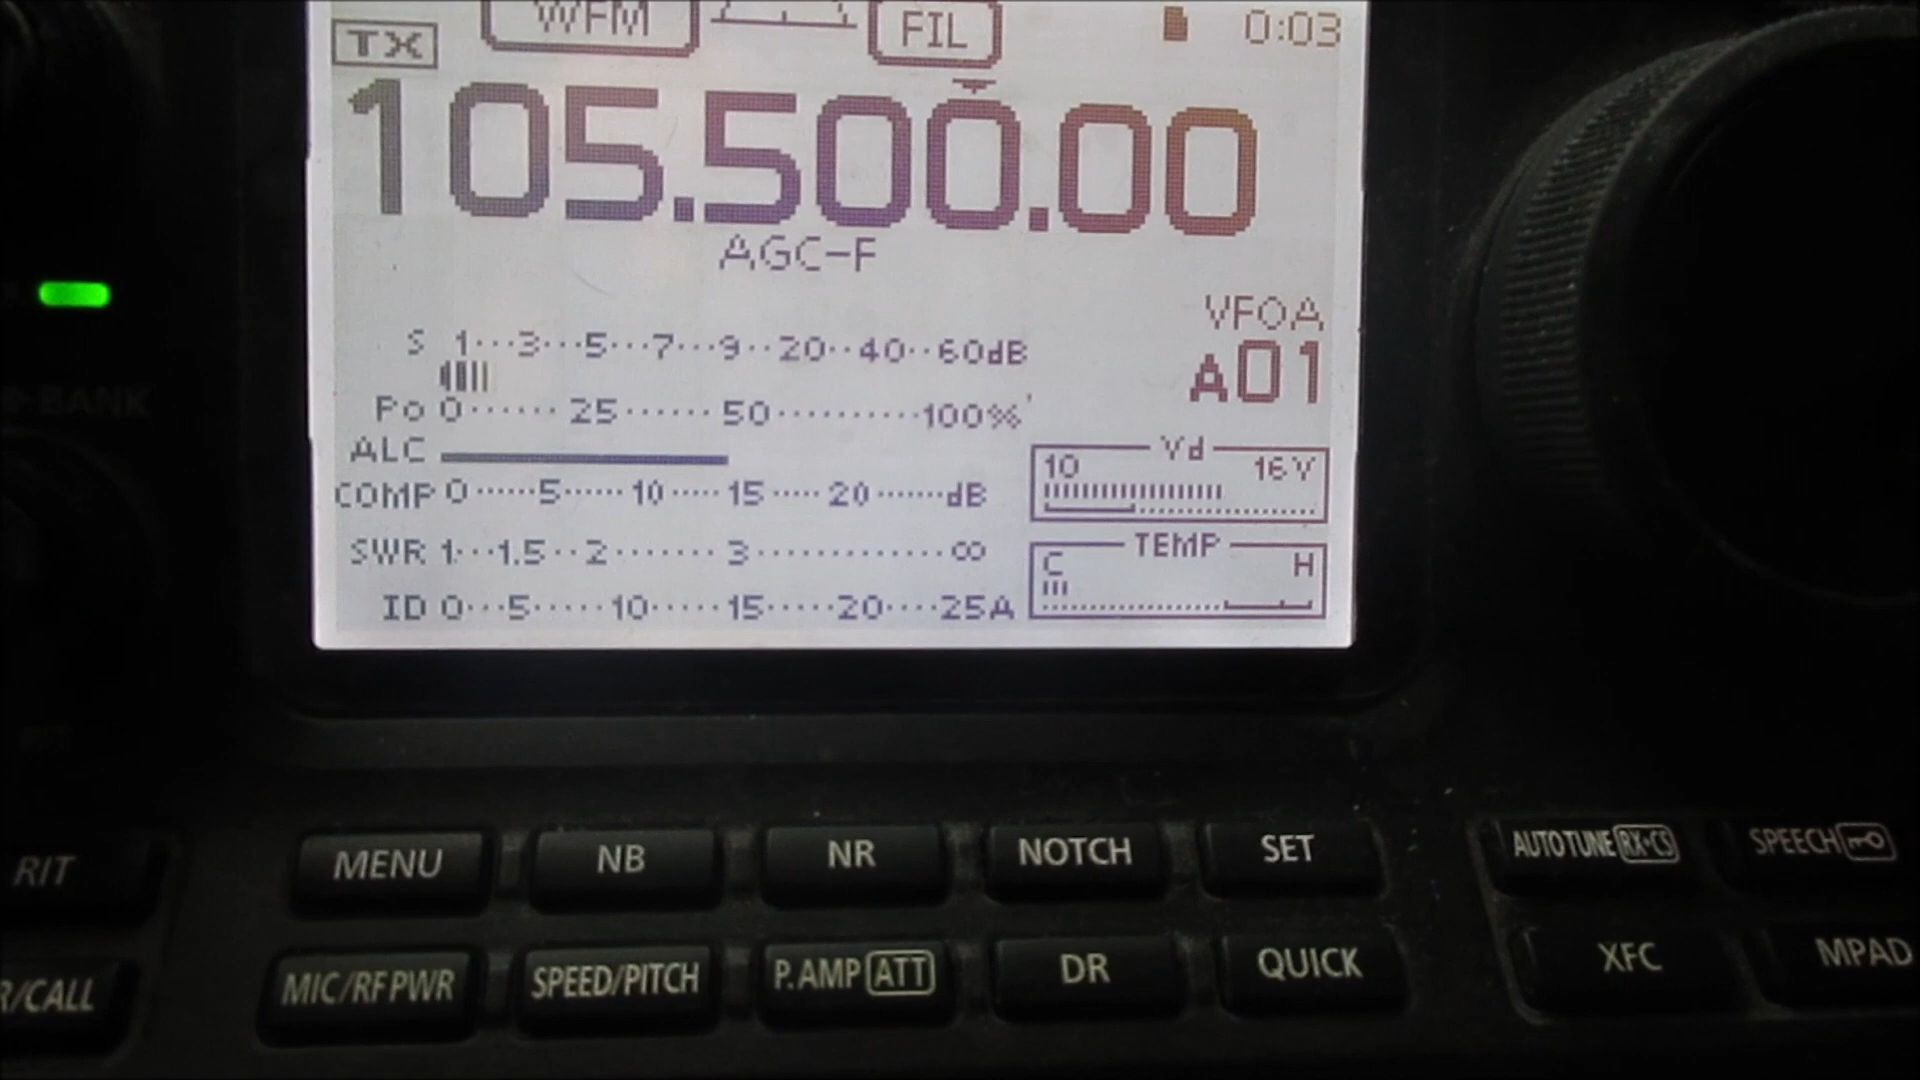 WFM FIL 0:03
TX
105.500.00
AGC-F
VFOA
A01
S 1···3···5···7···9··20··40··60dB
Po 0······25······50··········100%
ALC
COMP 0······5······10·····15·····20·······dB
SWR 1···1.5··2·······3·············∞
ID 0···5·····10·····15·····20····25A
Vd
10 16V
TEMP
C H
BANK
RIT MENU NB NR NOTCH SET AUTOTUNE RX▸CS SPEECH
R/CALL MIC/RF PWR SPEED/PITCH P.AMP ATT DR QUICK XFC MPAD